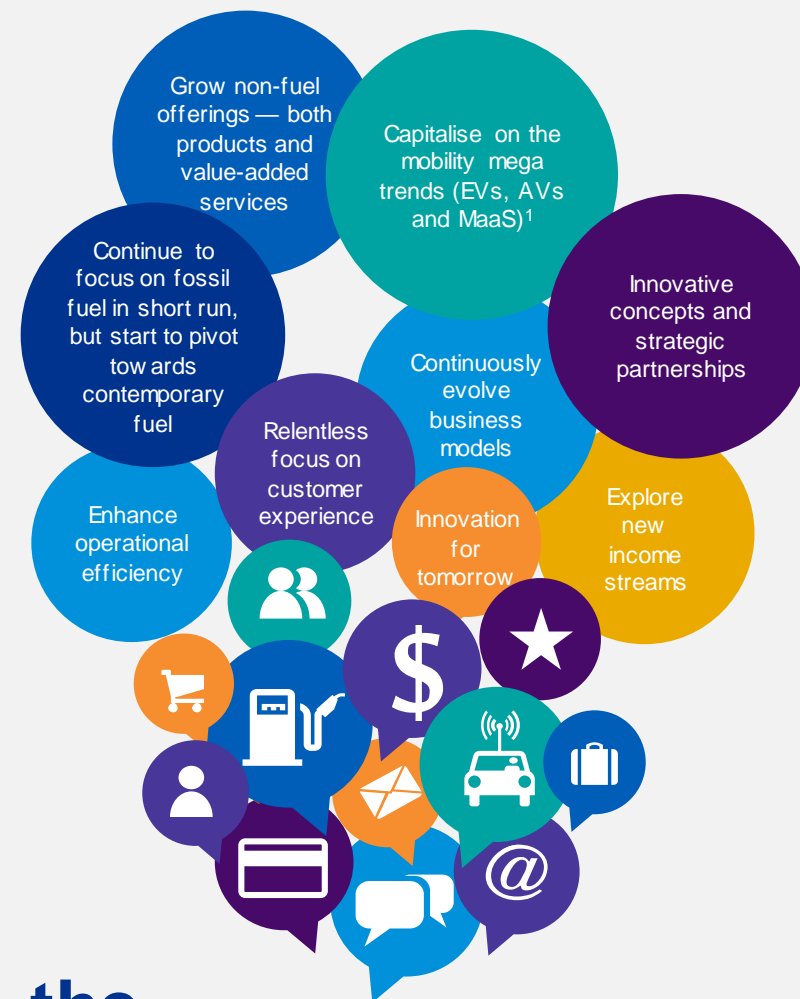 Grow non-fuel
offerings — both
products and
value-added
services
Capitalise on the
mobility mega
trends (EVs, AVs
and MaaS)¹
Continue to
focus on fossil
fuel in short run,
but start to pivot
towards
contemporary
fuel
Innovative
concepts and
strategic
partnerships
Continuously
evolve
business
models
Relentless
focus on
customer
experience
Enhance
operational
efficiency
Innovation
for
tomorrow
Explore
new
income
streams
$
@
the